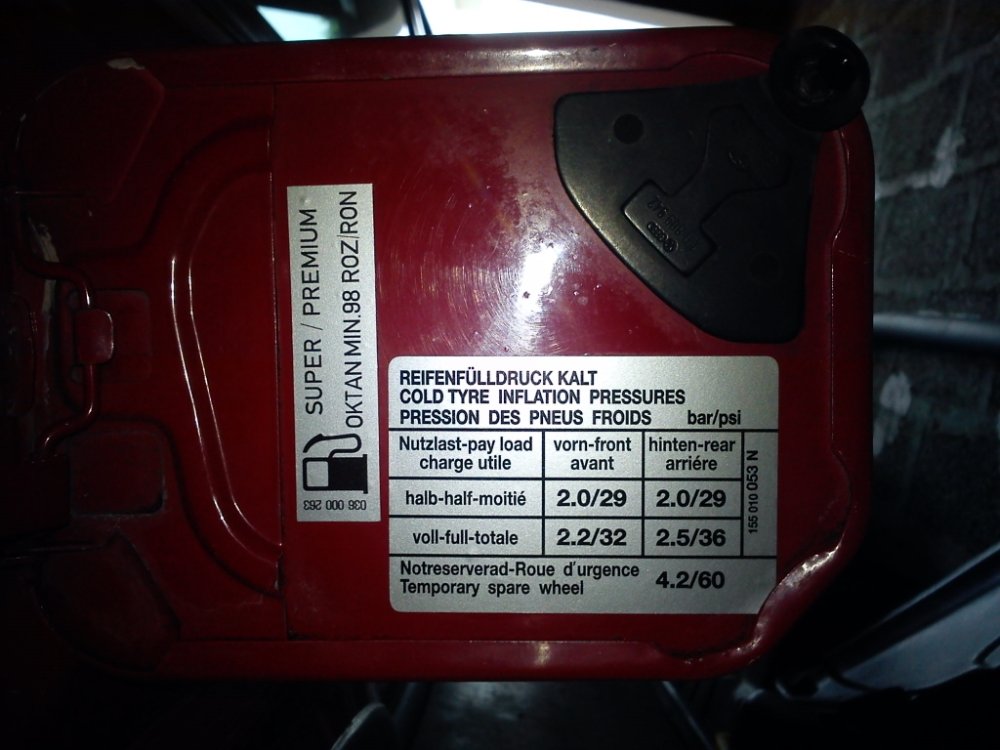 SUPER / PREMIUM
OKTAN MIN.98 ROZ/RON
036 000 263
REIFENFÜLLDRUCK KALT
COLD TYRE INFLATION PRESSURES
PRESSION DES PNEUS FROIDS bar/psi
Nutzlast-pay load vorn-front hinten-rear
charge utile avant arriére
halb-half-moitié 2.0/29 2.0/29
voll-full-totale 2.2/32 2.5/36
155 010 053 N
Notreserverad-Roue d'urgence 4.2/60
Temporary spare wheel